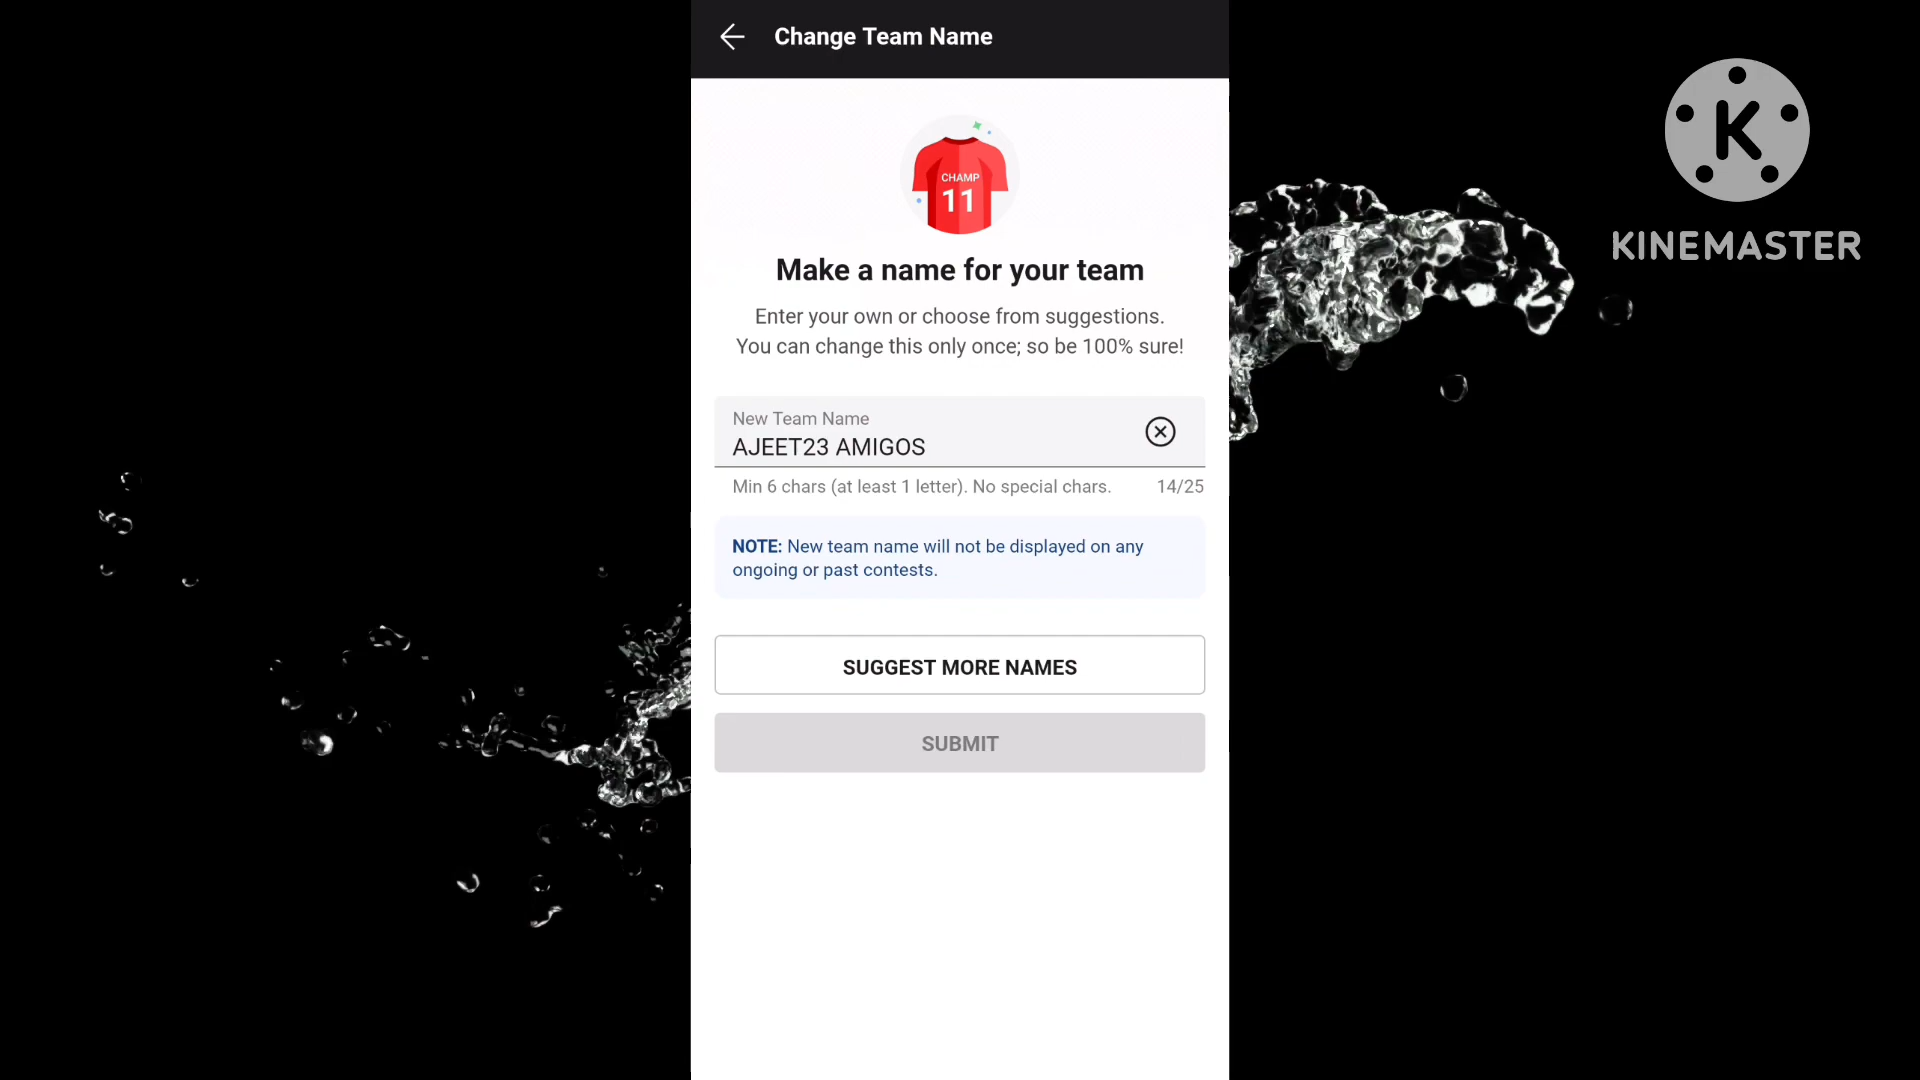 Change Team Name
K
KINEMASTER
CHAMP
11
Make a name for your team
Enter your own or choose from suggestions.
You can change this only once; so be 100% sure!
New Team Name
AJEET23 AMIGOS
Min 6 chars (at least 1 letter). No special chars. 14/25
NOTE: New team name will not be displayed on any
ongoing or past contests.
SUGGEST MORE NAMES
SUBMIT